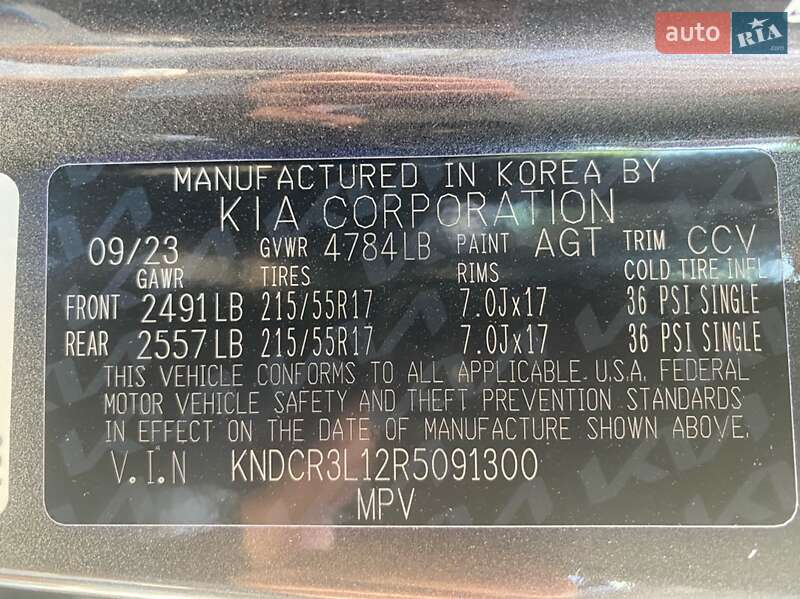 auto RIA.com
MANUFACTURED IN KOREA BY
KIA CORPORATION
09/23 GVWR 4784LB PAINT AGT TRIM CCV
GAWR TIRES RIMS COLD TIRE INFL
FRONT 2491LB 215/55R17 7.0Jx17 36 PSI SINGLE
REAR 2557LB 215/55R17 7.0Jx17 36 PSI SINGLE
THIS VEHICLE CONFORMS TO ALL APPLICABLE U.S.A. FEDERAL
MOTOR VEHICLE SAFETY AND THEFT PREVENTION STANDARDS
IN EFFECT ON THE DATE OF MANUFACTURE SHOWN ABOVE.
V.I.N KNDCR3L12R5091300
MPV